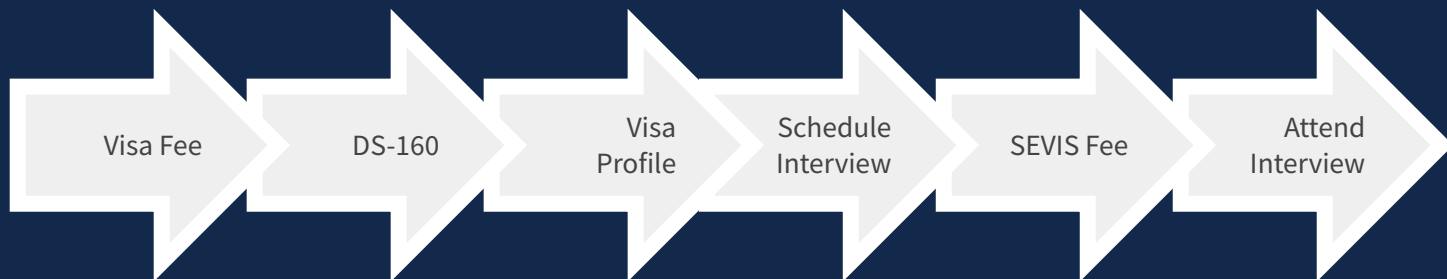 Visa Fee
DS-160
Visa
Profile
Schedule
Interview
SEVIS Fee
Attend
Interview